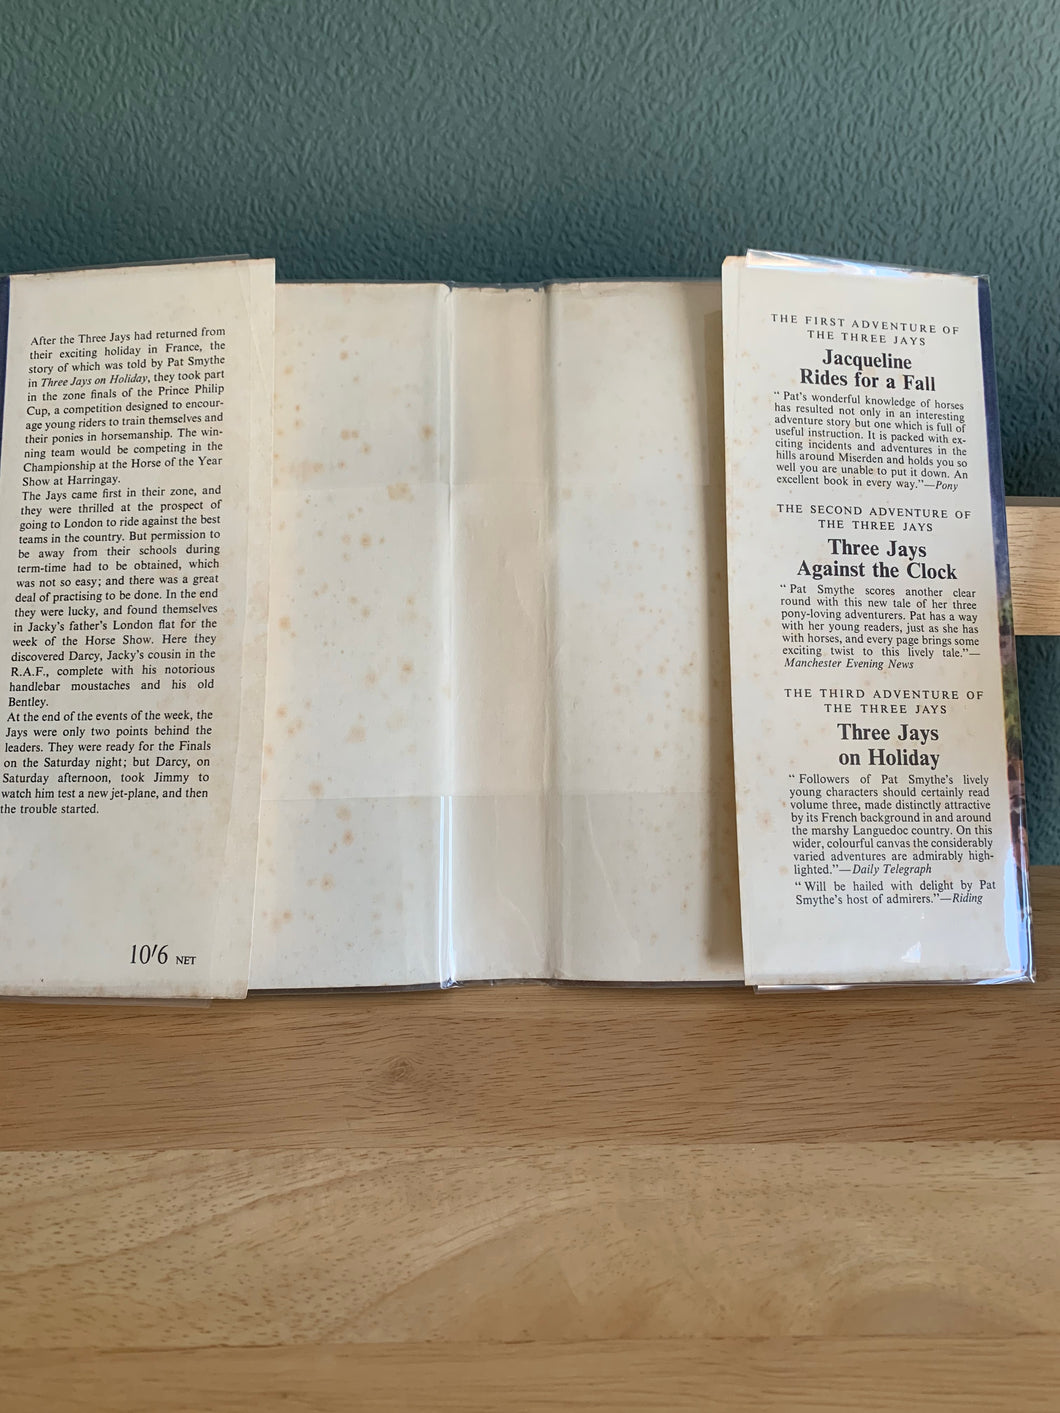 After the Three Jays had returned from
their exciting holiday in France, the
story of which was told by Pat Smythe
in Three Jays on Holiday, they took part
in the zone finals of the Prince Philip
Cup, a competition designed to encour-
age young riders to train themselves and
their ponies in horsemanship. The win-
ning team would be competing in the
Championship at the Horse of the Year
Show at Harringay.
The Jays came first in their zone, and
they were thrilled at the prospect of
going to London to ride against the best
teams in the country. But permission to
be away from their schools during
term-time had to be obtained, which
was not so easy; and there was a great
deal of practising to be done. In the end
they were lucky, and found themselves
in Jacky's father's London flat for the
week of the Horse Show. Here they
discovered Darcy, Jacky's cousin in the
R.A.F., complete with his notorious
handlebar moustaches and his old
Bentley.
At the end of the events of the week, the
Jays were only two points behind the
leaders. They were ready for the Finals
on the Saturday night; but Darcy, on
Saturday afternoon, took Jimmy to
watch him test a new jet-plane, and then
the trouble started.
10/6 NET
THE FIRST ADVENTURE OF
THE THREE JAYS
Jacqueline
Rides for a Fall
"Pat's wonderful knowledge of horses
has resulted not only in an interesting
adventure story but one which is full of
useful instruction. It is packed with ex-
citing incidents and adventures in the
hills around Miserden and holds you so
well you are unable to put it down. An
excellent book in every way."—Pony
THE SECOND ADVENTURE OF
THE THREE JAYS
Three Jays
Against the Clock
"Pat Smythe scores another clear
round with this new tale of her three
pony-loving adventurers. Pat has a way
with her young readers, just as she has
with horses, and every page brings some
exciting twist to this lively tale."—
Manchester Evening News
THE THIRD ADVENTURE OF
THE THREE JAYS
Three Jays
on Holiday
"Followers of Pat Smythe's lively
young characters should certainly read
volume three, made distinctly attractive
by its French background in and around
the marshy Languedoc country. On this
wider, colourful canvas the considerably
varied adventures are admirably high-
lighted."—Daily Telegraph
"Will be hailed with delight by Pat
Smythe's host of admirers."—Riding